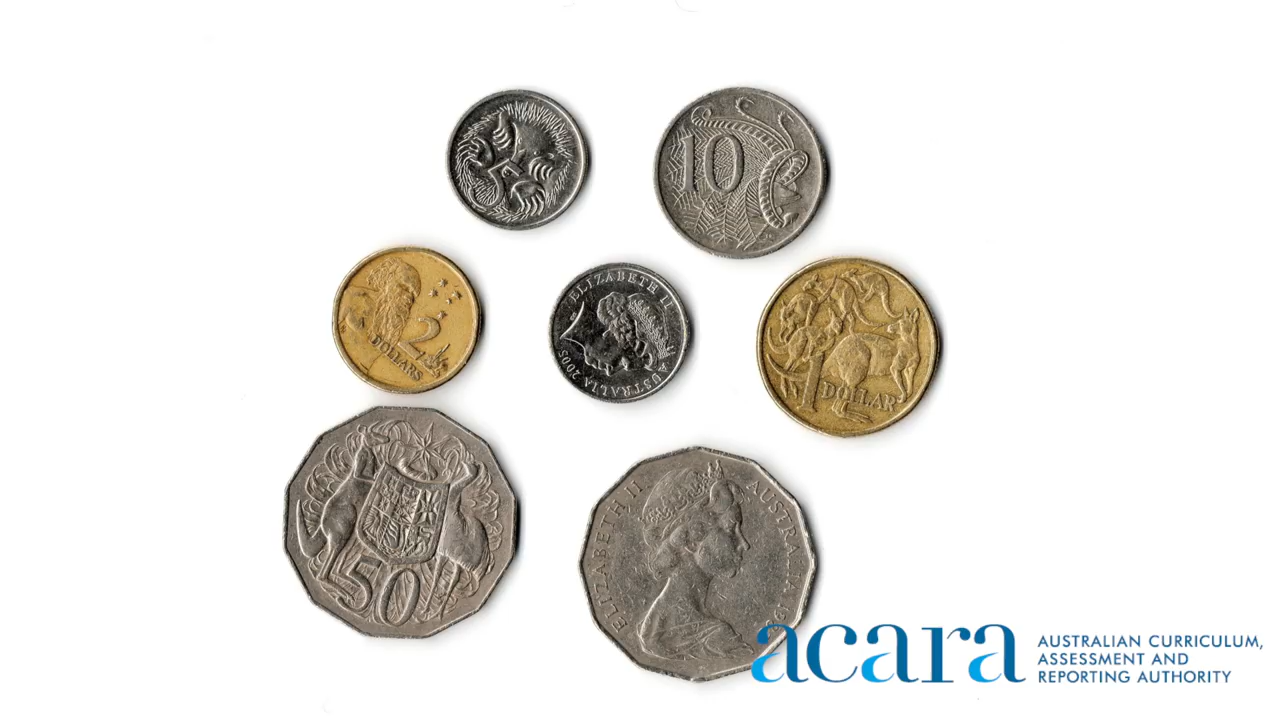 5
10
2
DOLLARS
ELIZABETH II
AUSTRALIA 2005
1
DOLLAR
50
ELIZABETH II
AUSTRALIA
acara
AUSTRALIAN CURRICULUM,
ASSESSMENT AND
REPORTING AUTHORITY